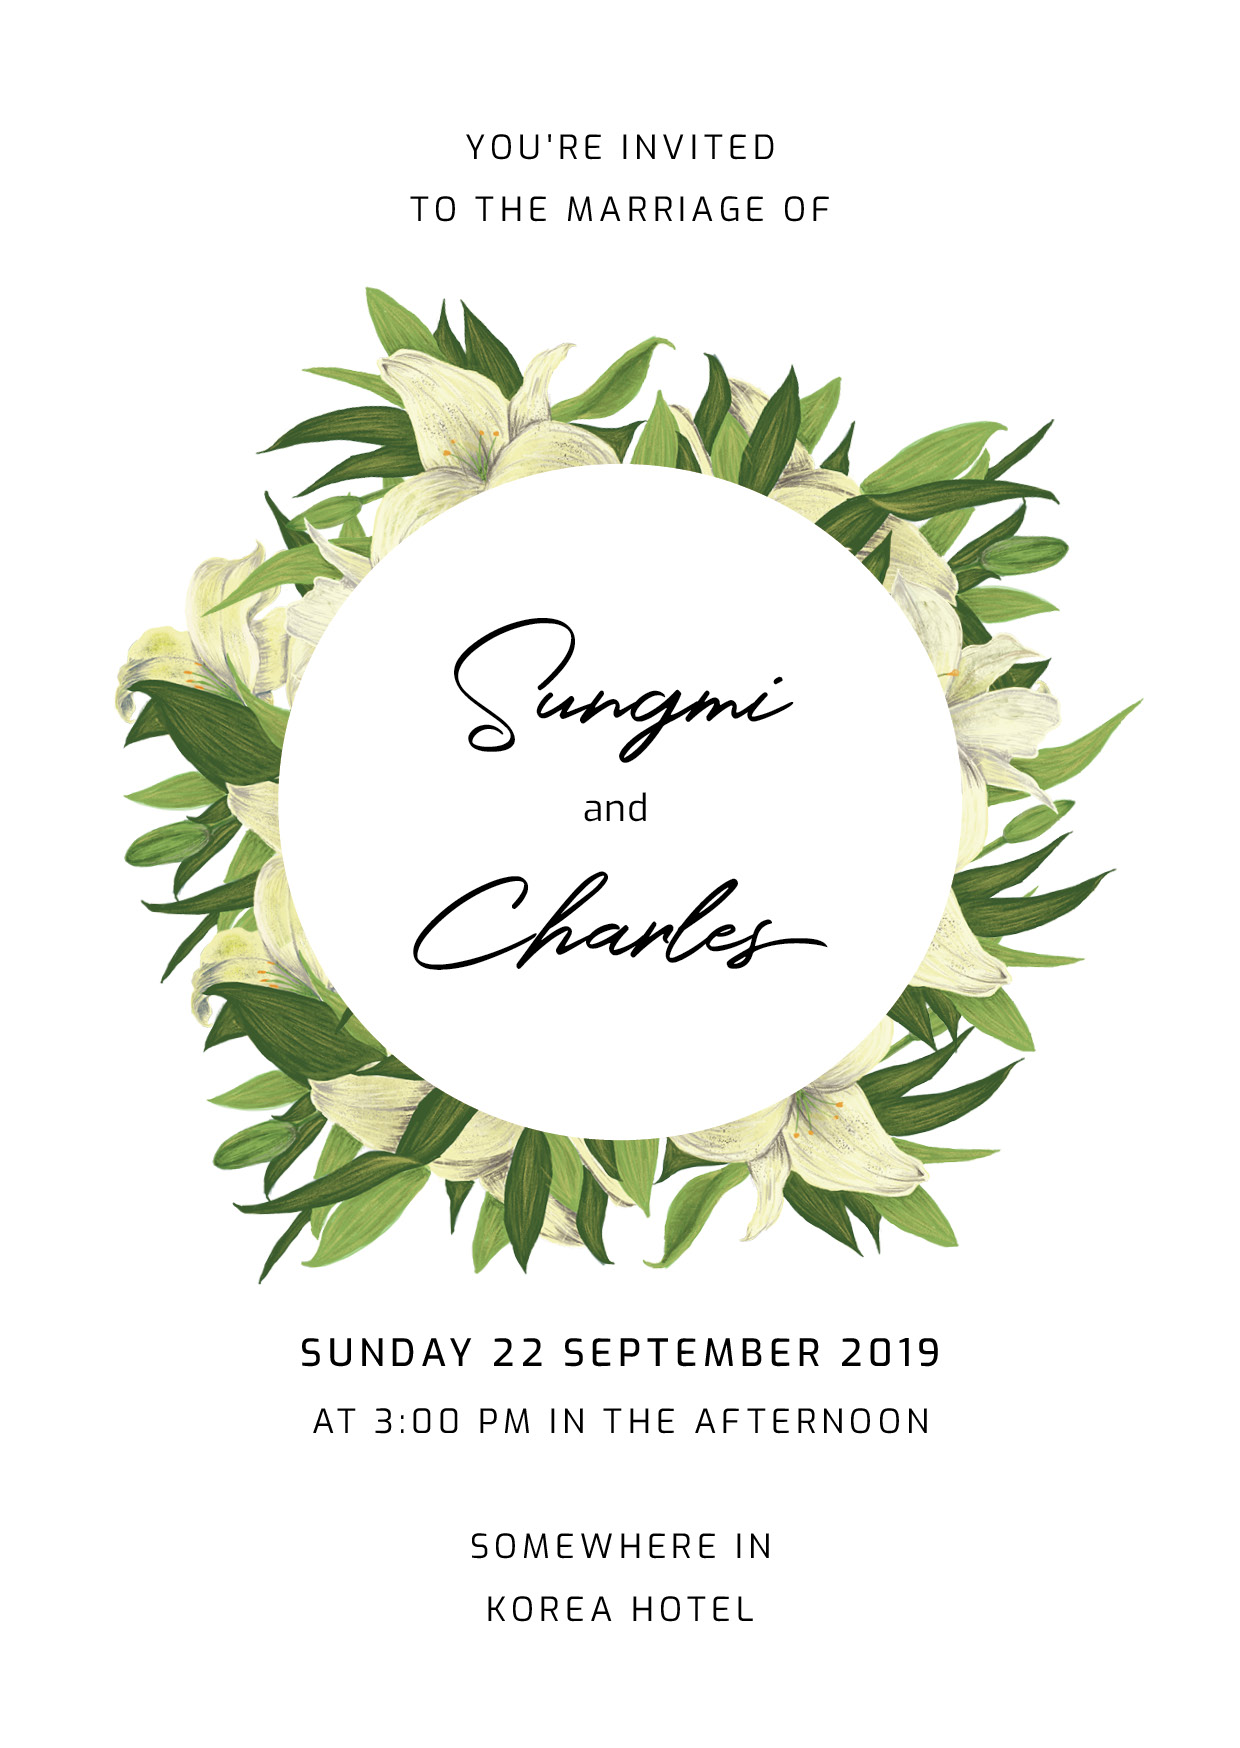 YOU'RE INVITED
TO THE MARRIAGE OF
Sungmi
and
Charles
SUNDAY 22 SEPTEMBER 2019
AT 3:00 PM IN THE AFTERNOON
SOMEWHERE IN
KOREA HOTEL